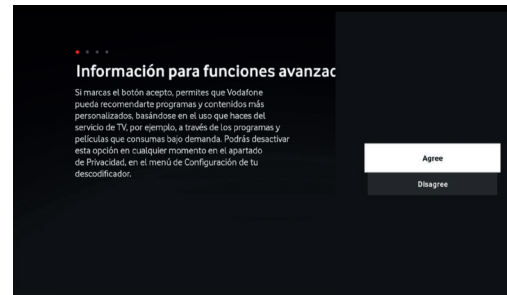 Información para funciones avanzac
Si marcas el botón acepto, permites que Vodafone
pueda recomendarte programas y contenidos más
personalizados, basándose en el uso que haces del
servicio de TV, por ejemplo, a través de los programas y
películas que consumas bajo demanda. Podrás desactivar
esta opción en cualquier momento en el apartado
de Privacidad, en el menú de Configuración de tu
descodificador.
Agree
Disagree